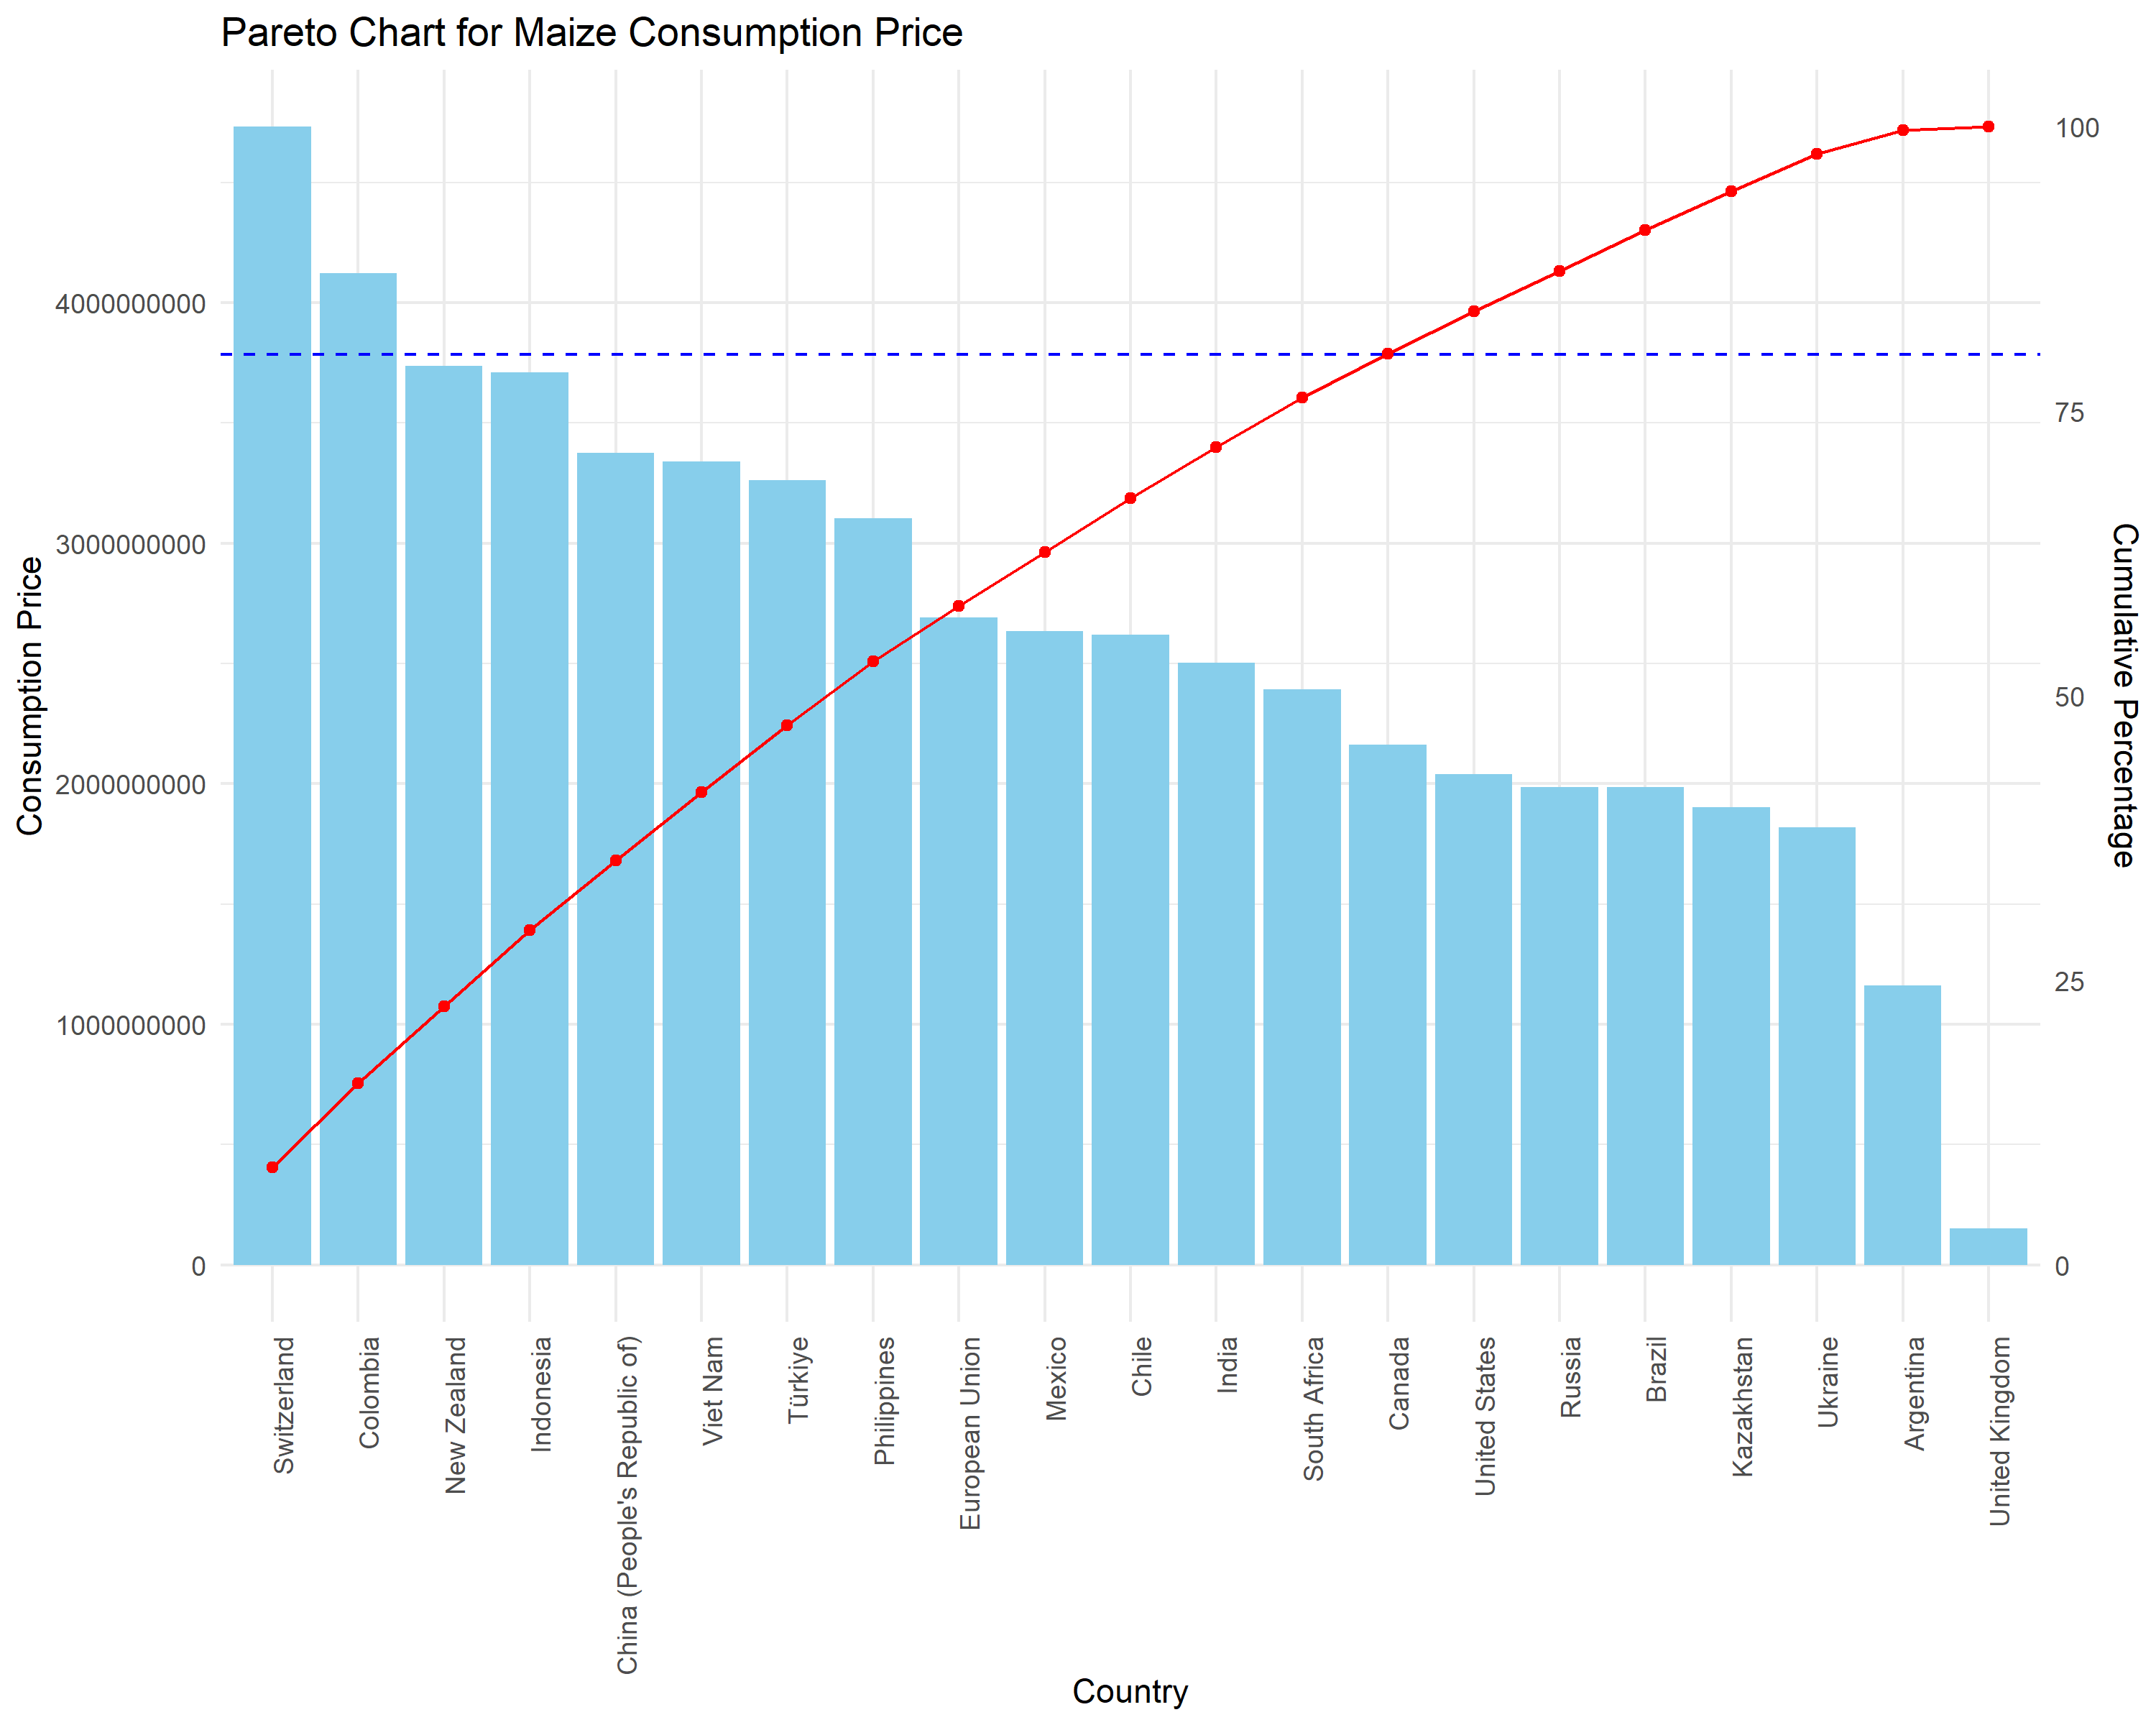 Pareto Chart for Maize Consumption Price
Consumption Price
4000000000
3000000000
2000000000
1000000000
0
100
75
50
25
0
Cumulative Percentage
Switzerland
Colombia
New Zealand
Indonesia
China (People's Republic of)
Viet Nam
Türkiye
Philippines
European Union
Mexico
Chile
India
South Africa
Canada
United States
Russia
Brazil
Kazakhstan
Ukraine
Argentina
United Kingdom
Country